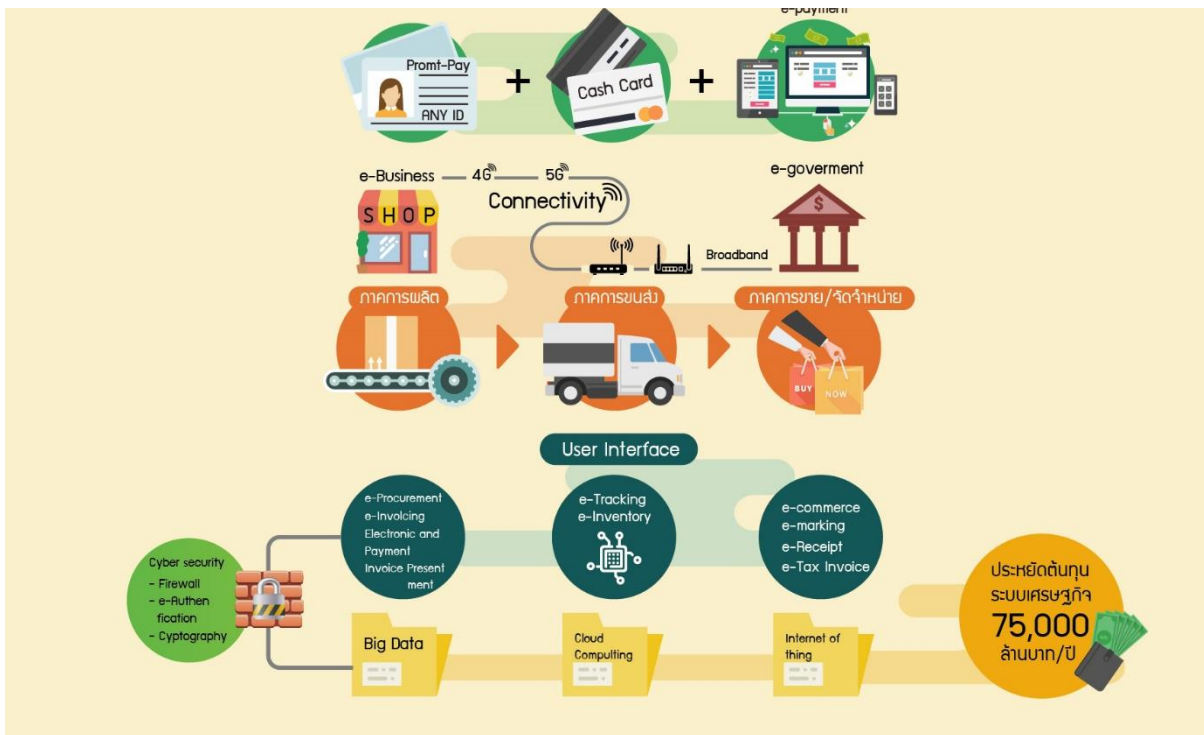 e-payment
Promt-Pay
ANY ID
+
Cash Card
+
e-Business
4G
5G
Connectivity
e-goverment
SHOP
$
Broadband
ภาคการผลิต
ภาคการขนส่ง
ภาคการขาย/จัดจำหน่าย
BUY
NOW
User Interface
e-Procurement
e-Involcing
Electronic and
Payment
Invoice Present
ment
e-Tracking
e-Inventory
e-commerce
e-marking
e-Receipt
e-Tax Invoice
Cyber security
- Firewall
- e-Authen
fication
- Cyptography
Big Data
Cloud
Computing
Internet of
thing
ประหยัดต้นทุน
ระบบเศรษฐกิจ
75,000
ล้านบาท/ปี